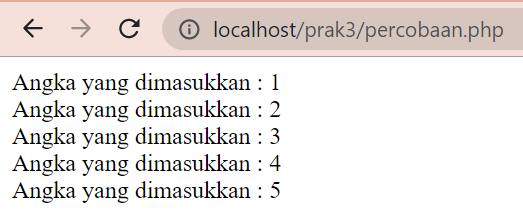 localhost/prak3/percobaan.php
Angka yang dimasukkan : 1
Angka yang dimasukkan : 2
Angka yang dimasukkan : 3
Angka yang dimasukkan : 4
Angka yang dimasukkan : 5